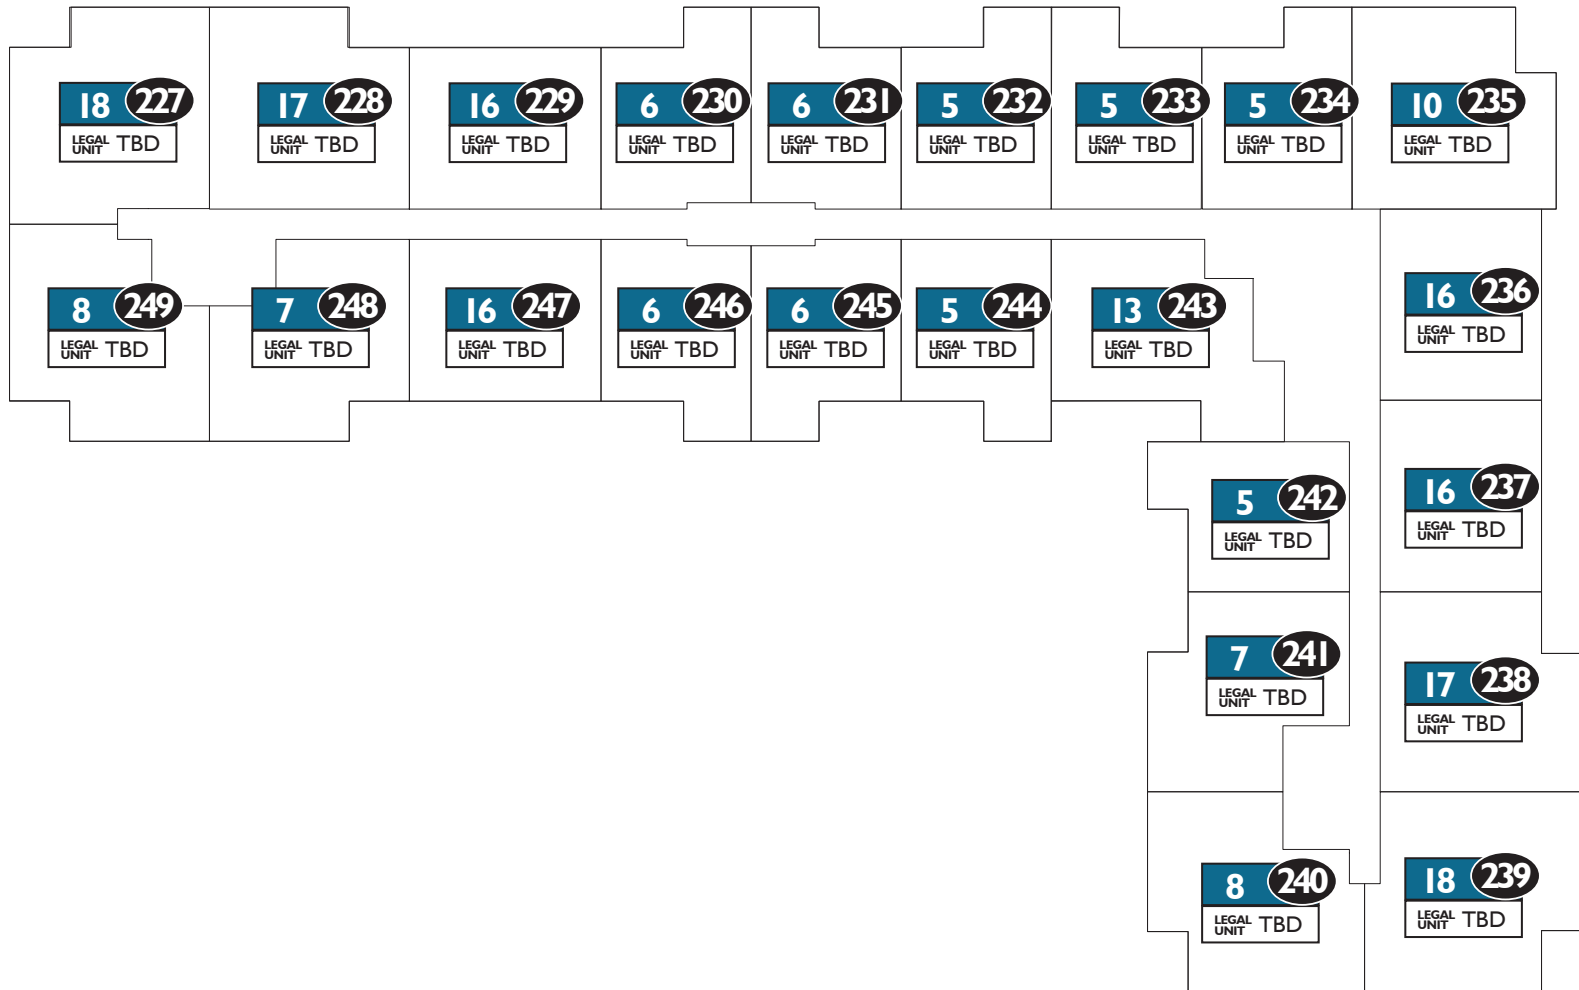 18 227
LEGAL UNIT TBD
17 228
LEGAL UNIT TBD
16 229
LEGAL UNIT TBD
6 230
LEGAL UNIT TBD
6 231
LEGAL UNIT TBD
5 232
LEGAL UNIT TBD
5 233
LEGAL UNIT TBD
5 234
LEGAL UNIT TBD
10 235
LEGAL UNIT TBD
8 249
LEGAL UNIT TBD
7 248
LEGAL UNIT TBD
16 247
LEGAL UNIT TBD
6 246
LEGAL UNIT TBD
6 245
LEGAL UNIT TBD
5 244
LEGAL UNIT TBD
13 243
LEGAL UNIT TBD
16 236
LEGAL UNIT TBD
5 242
LEGAL UNIT TBD
16 237
LEGAL UNIT TBD
7 241
LEGAL UNIT TBD
17 238
LEGAL UNIT TBD
8 240
LEGAL UNIT TBD
18 239
LEGAL UNIT TBD